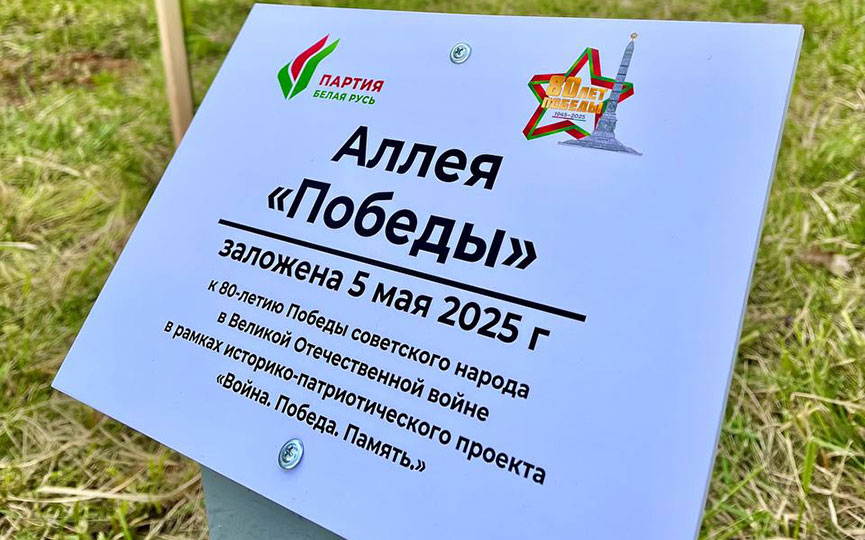 ПАРТИЯ
БЕЛАЯ РУСЬ
80 ЛЕТ
ПОБЕДЫ
1945-2025
Аллея
«Победы»
заложена 5 мая 2025 г
к 80-летию Победы советского народа
в Великой Отечественной войне
в рамках историко-патриотического проекта
«Война. Победа. Память.»